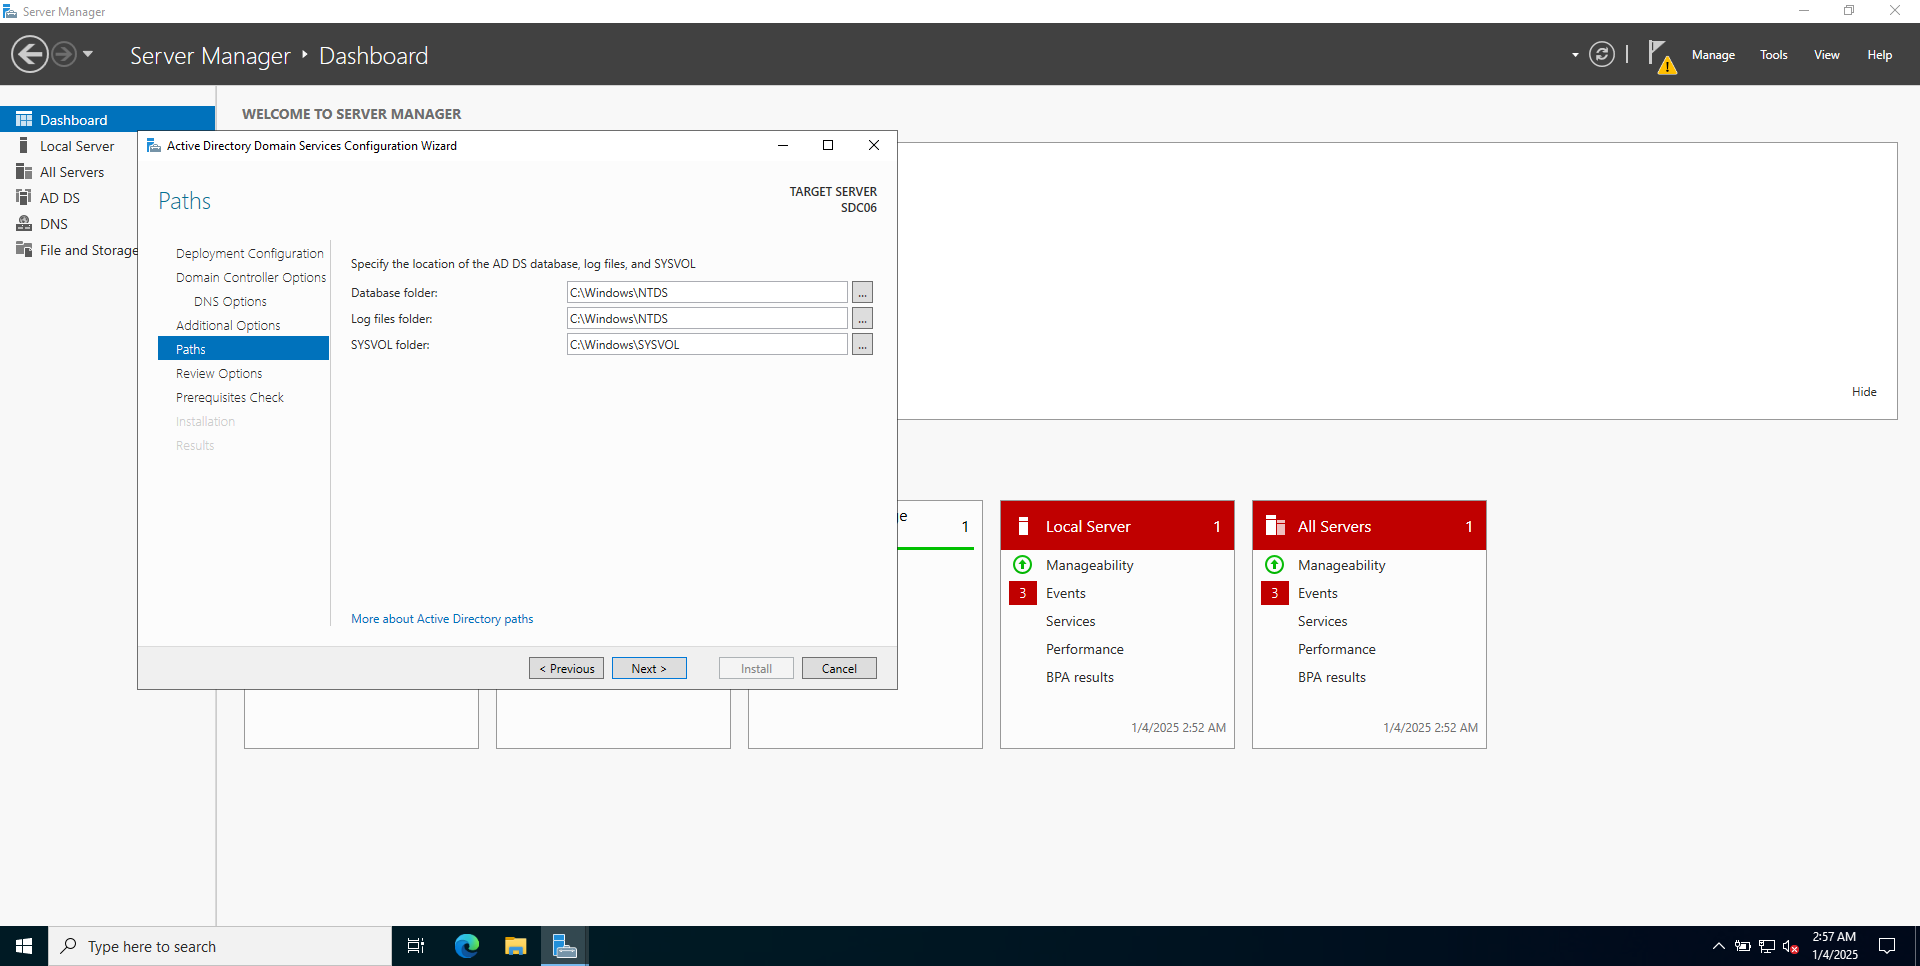 Server Manager
Server Manager ‣ Dashboard
Manage
Tools
View
Help
Dashboard
Local Server
All Servers
AD DS
DNS
File and Storage
WELCOME TO SERVER MANAGER
Active Directory Domain Services Configuration Wizard
Paths
TARGET SERVER
SDC06
Deployment Configuration
Domain Controller Options
DNS Options
Additional Options
Paths
Review Options
Prerequisites Check
Installation
Results
Specify the location of the AD DS database, log files, and SYSVOL
Database folder:
C:\Windows\NTDS
...
Log files folder:
C:\Windows\NTDS
...
SYSVOL folder:
C:\Windows\SYSVOL
...
More about Active Directory paths
< Previous
Next >
Install
Cancel
Hide
1
Local Server 1
Manageability
3 Events
Services
Performance
BPA results
1/4/2025 2:52 AM
All Servers 1
Manageability
3 Events
Services
Performance
BPA results
1/4/2025 2:52 AM
Type here to search
2:57 AM
1/4/2025